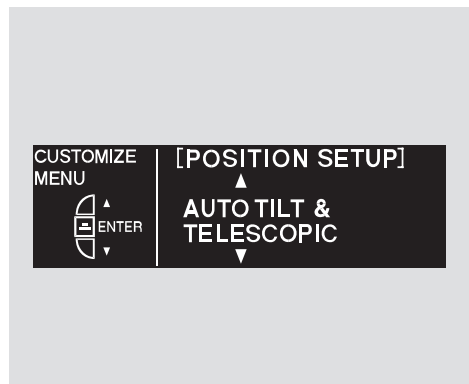 CUSTOMIZE
MENU
ENTER
[POSITION SETUP]
AUTO TILT &
TELESCOPIC